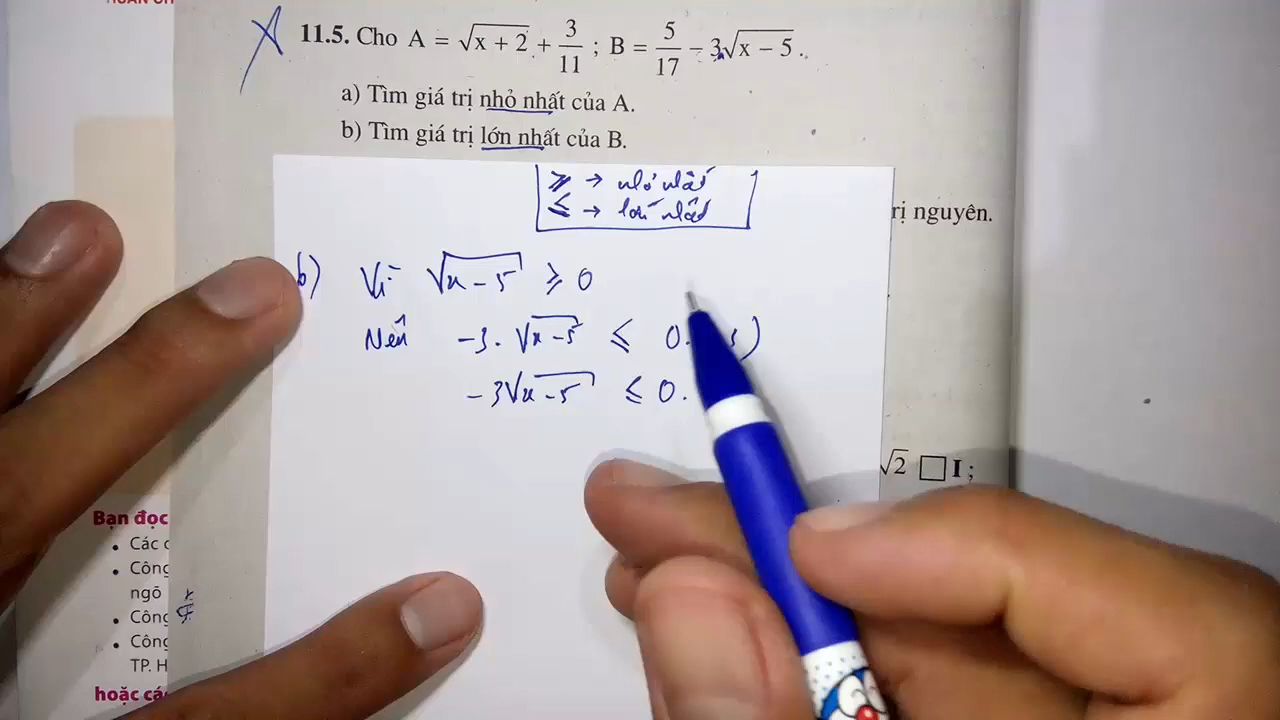 11.5. Cho A = √x + 2 + 3/11 ; B = 5/17 − 3√x − 5.
a) Tìm giá trị nhỏ nhất của A.
b) Tìm giá trị lớn nhất của B.
≥ → nhỏ nhất
≤ → lớn nhất
rị nguyên.
b) Vì √x − 5 ≥ 0
Nên −3. √x − 5 ≤ 0.
−3√x − 5 ≤ 0.
√2 □ I ;
Bạn đọc
• Các
• Công
ngõ
• Công
• Công
TP. H
hoặc các